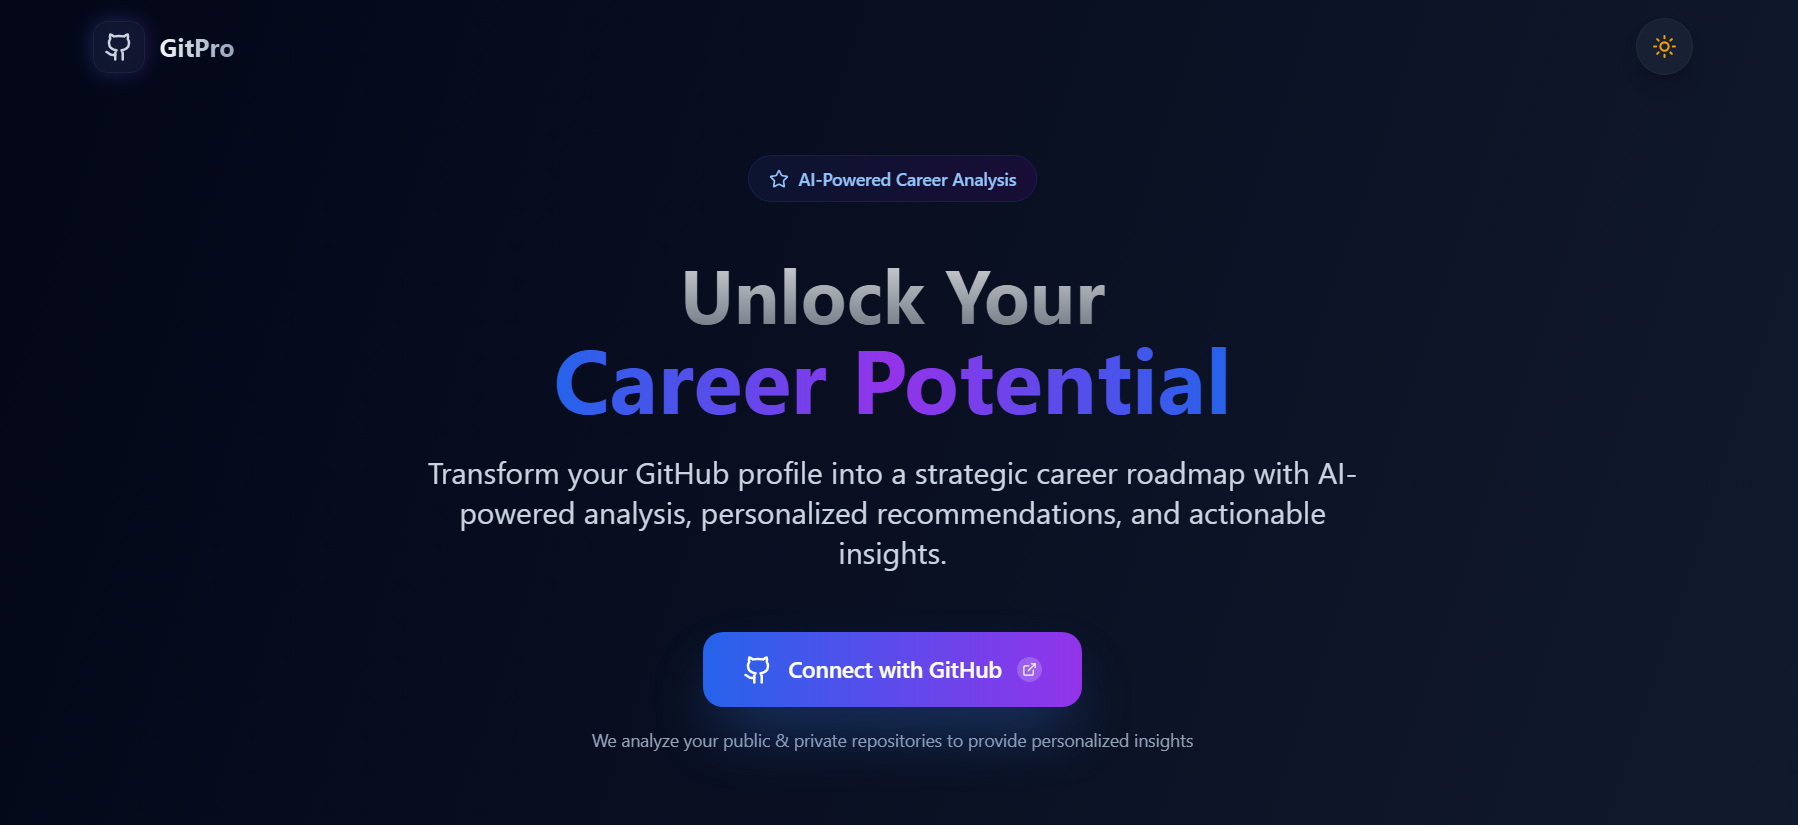 GitPro
AI-Powered Career Analysis
Unlock Your
Career Potential
Transform your GitHub profile into a strategic career roadmap with AI-
powered analysis, personalized recommendations, and actionable
insights.
Connect with GitHub
We analyze your public & private repositories to provide personalized insights